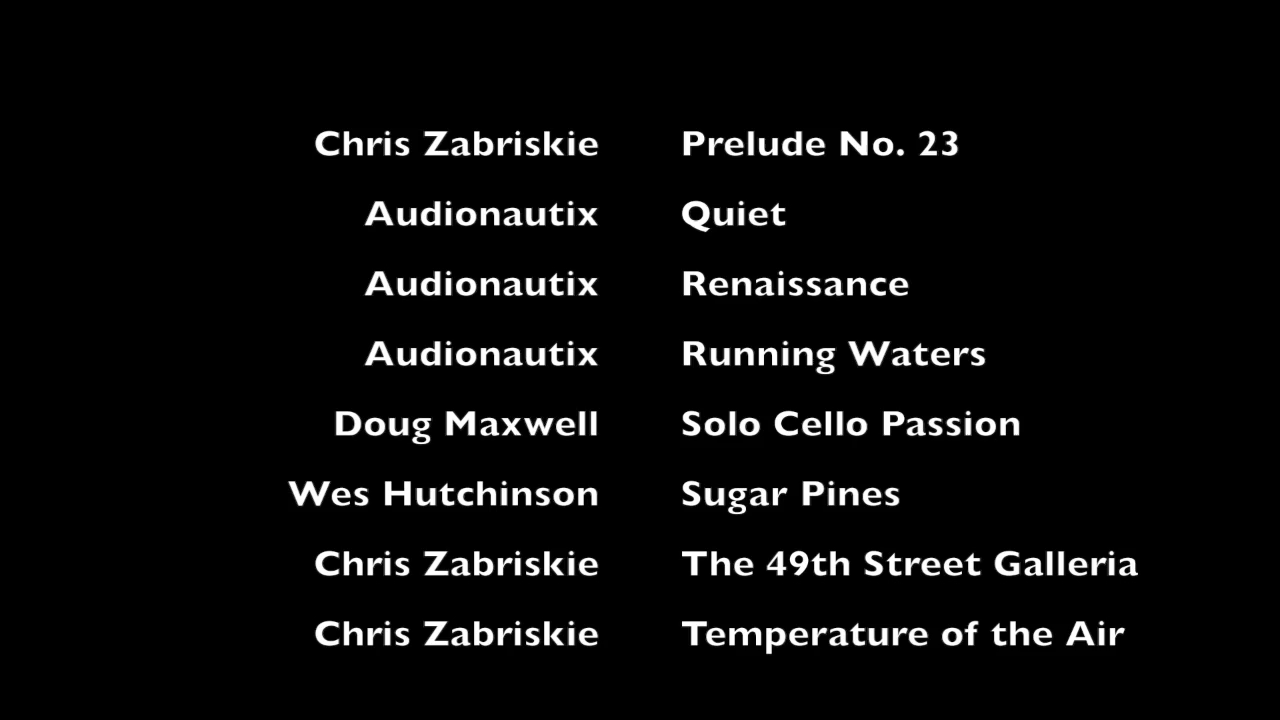 Chris Zabriskie Prelude No. 23
Audionautix Quiet
Audionautix Renaissance
Audionautix Running Waters
Doug Maxwell Solo Cello Passion
Wes Hutchinson Sugar Pines
Chris Zabriskie The 49th Street Galleria
Chris Zabriskie Temperature of the Air